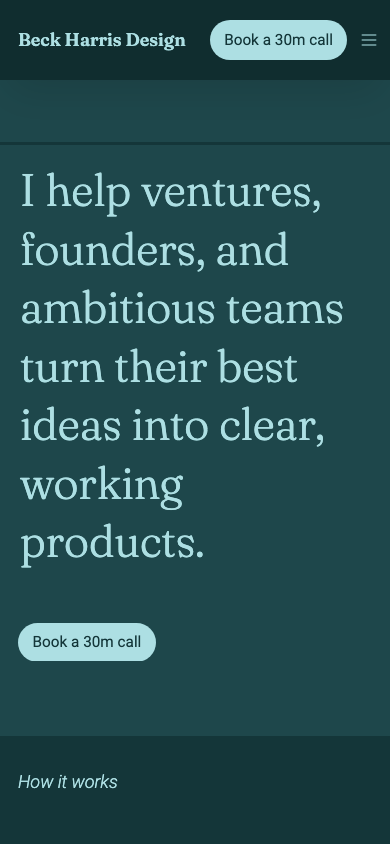 Beck Harris Design
Book a 30m call
I help ventures,
founders, and
ambitious teams
turn their best
ideas into clear,
working
products.
Book a 30m call
How it works